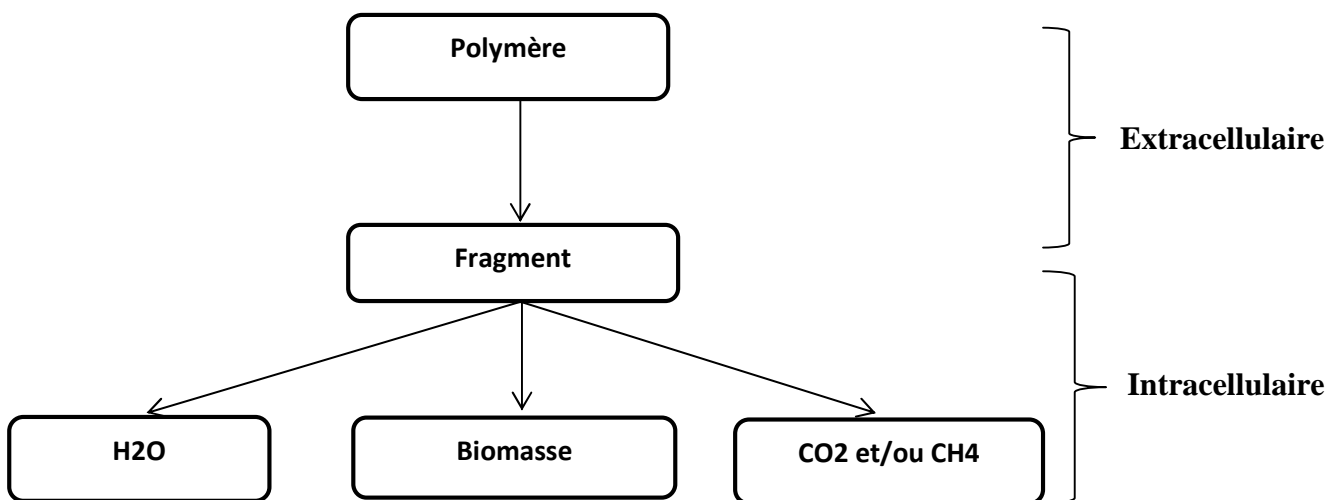 Polymère
Extracellulaire
Fragment
Intracellulaire
H2O
Biomasse
CO2 et/ou CH4